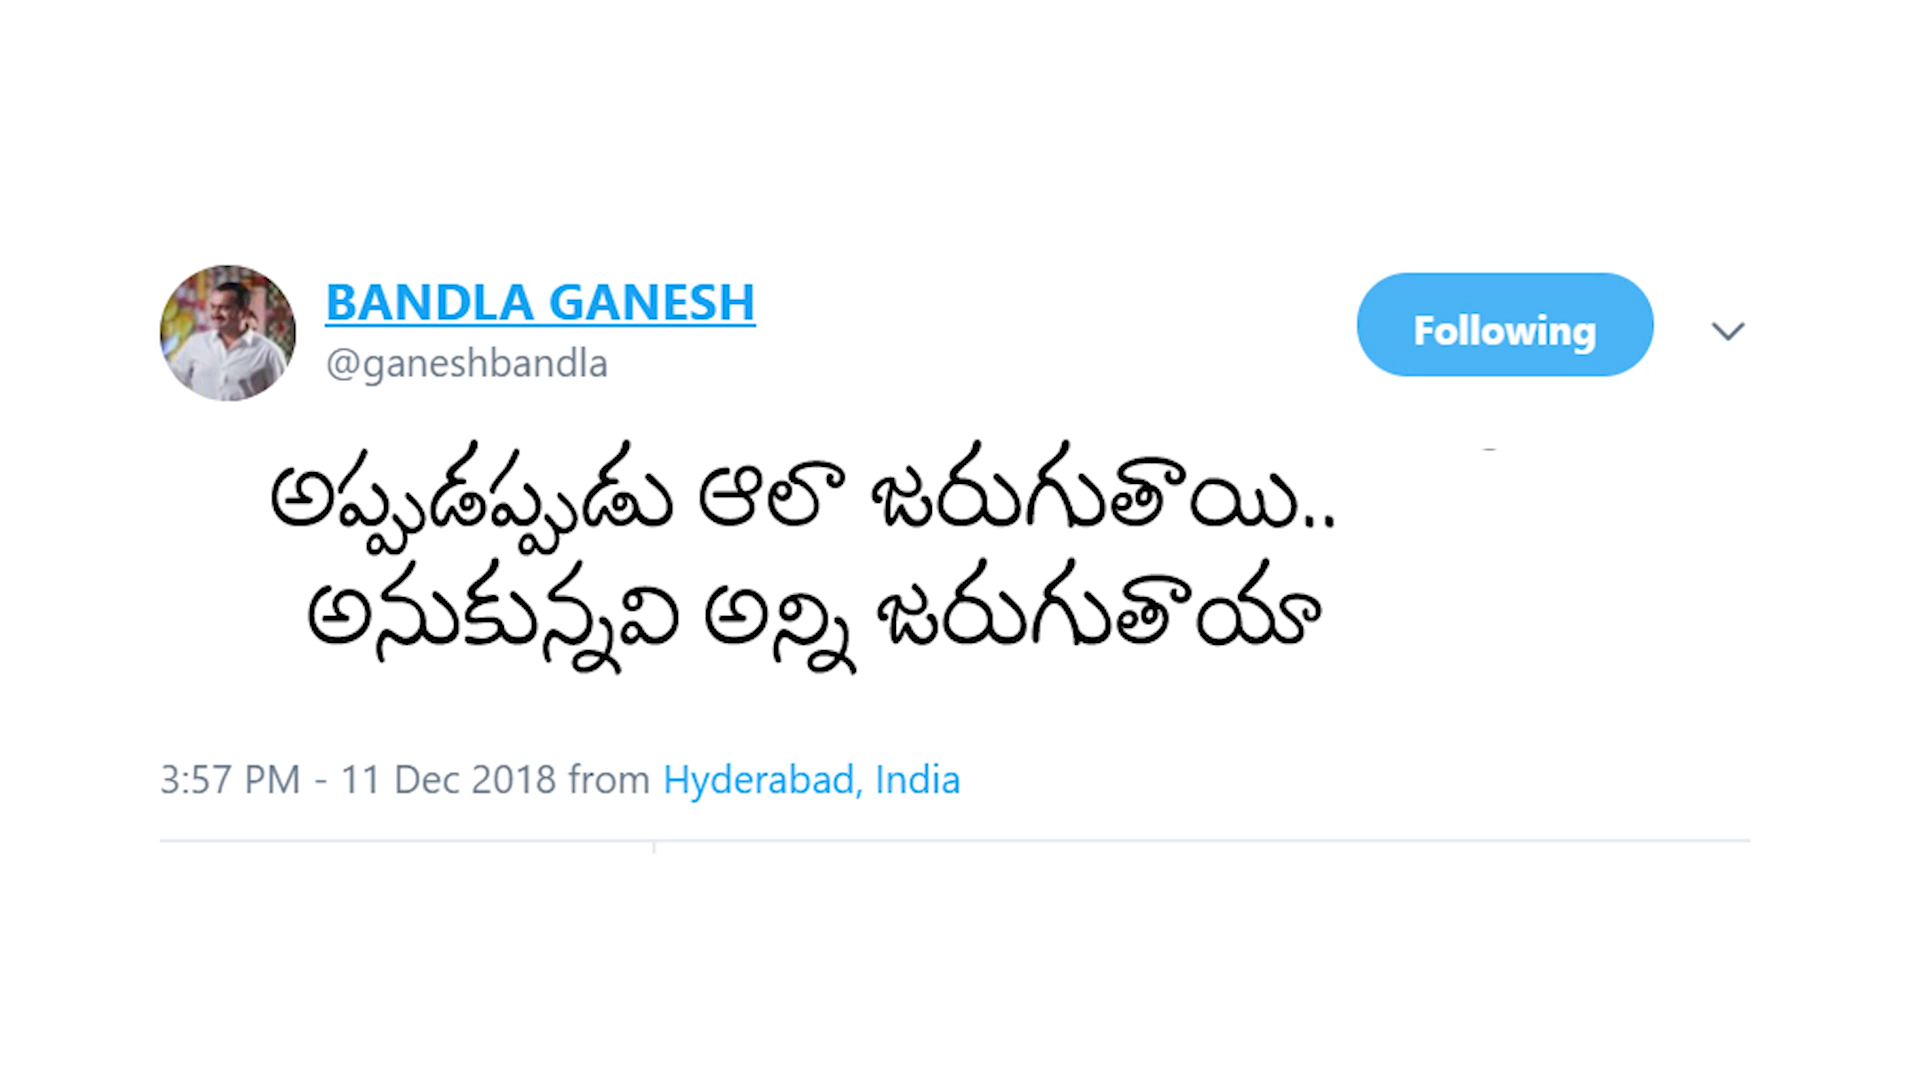 BANDLA GANESH
@ganeshbandla
Following
అప్పుడప్పుడు ఆలా జరుగుతాయి..
అనుకున్నవి అన్ని జరుగుతాయా
3:57 PM - 11 Dec 2018 from Hyderabad, India